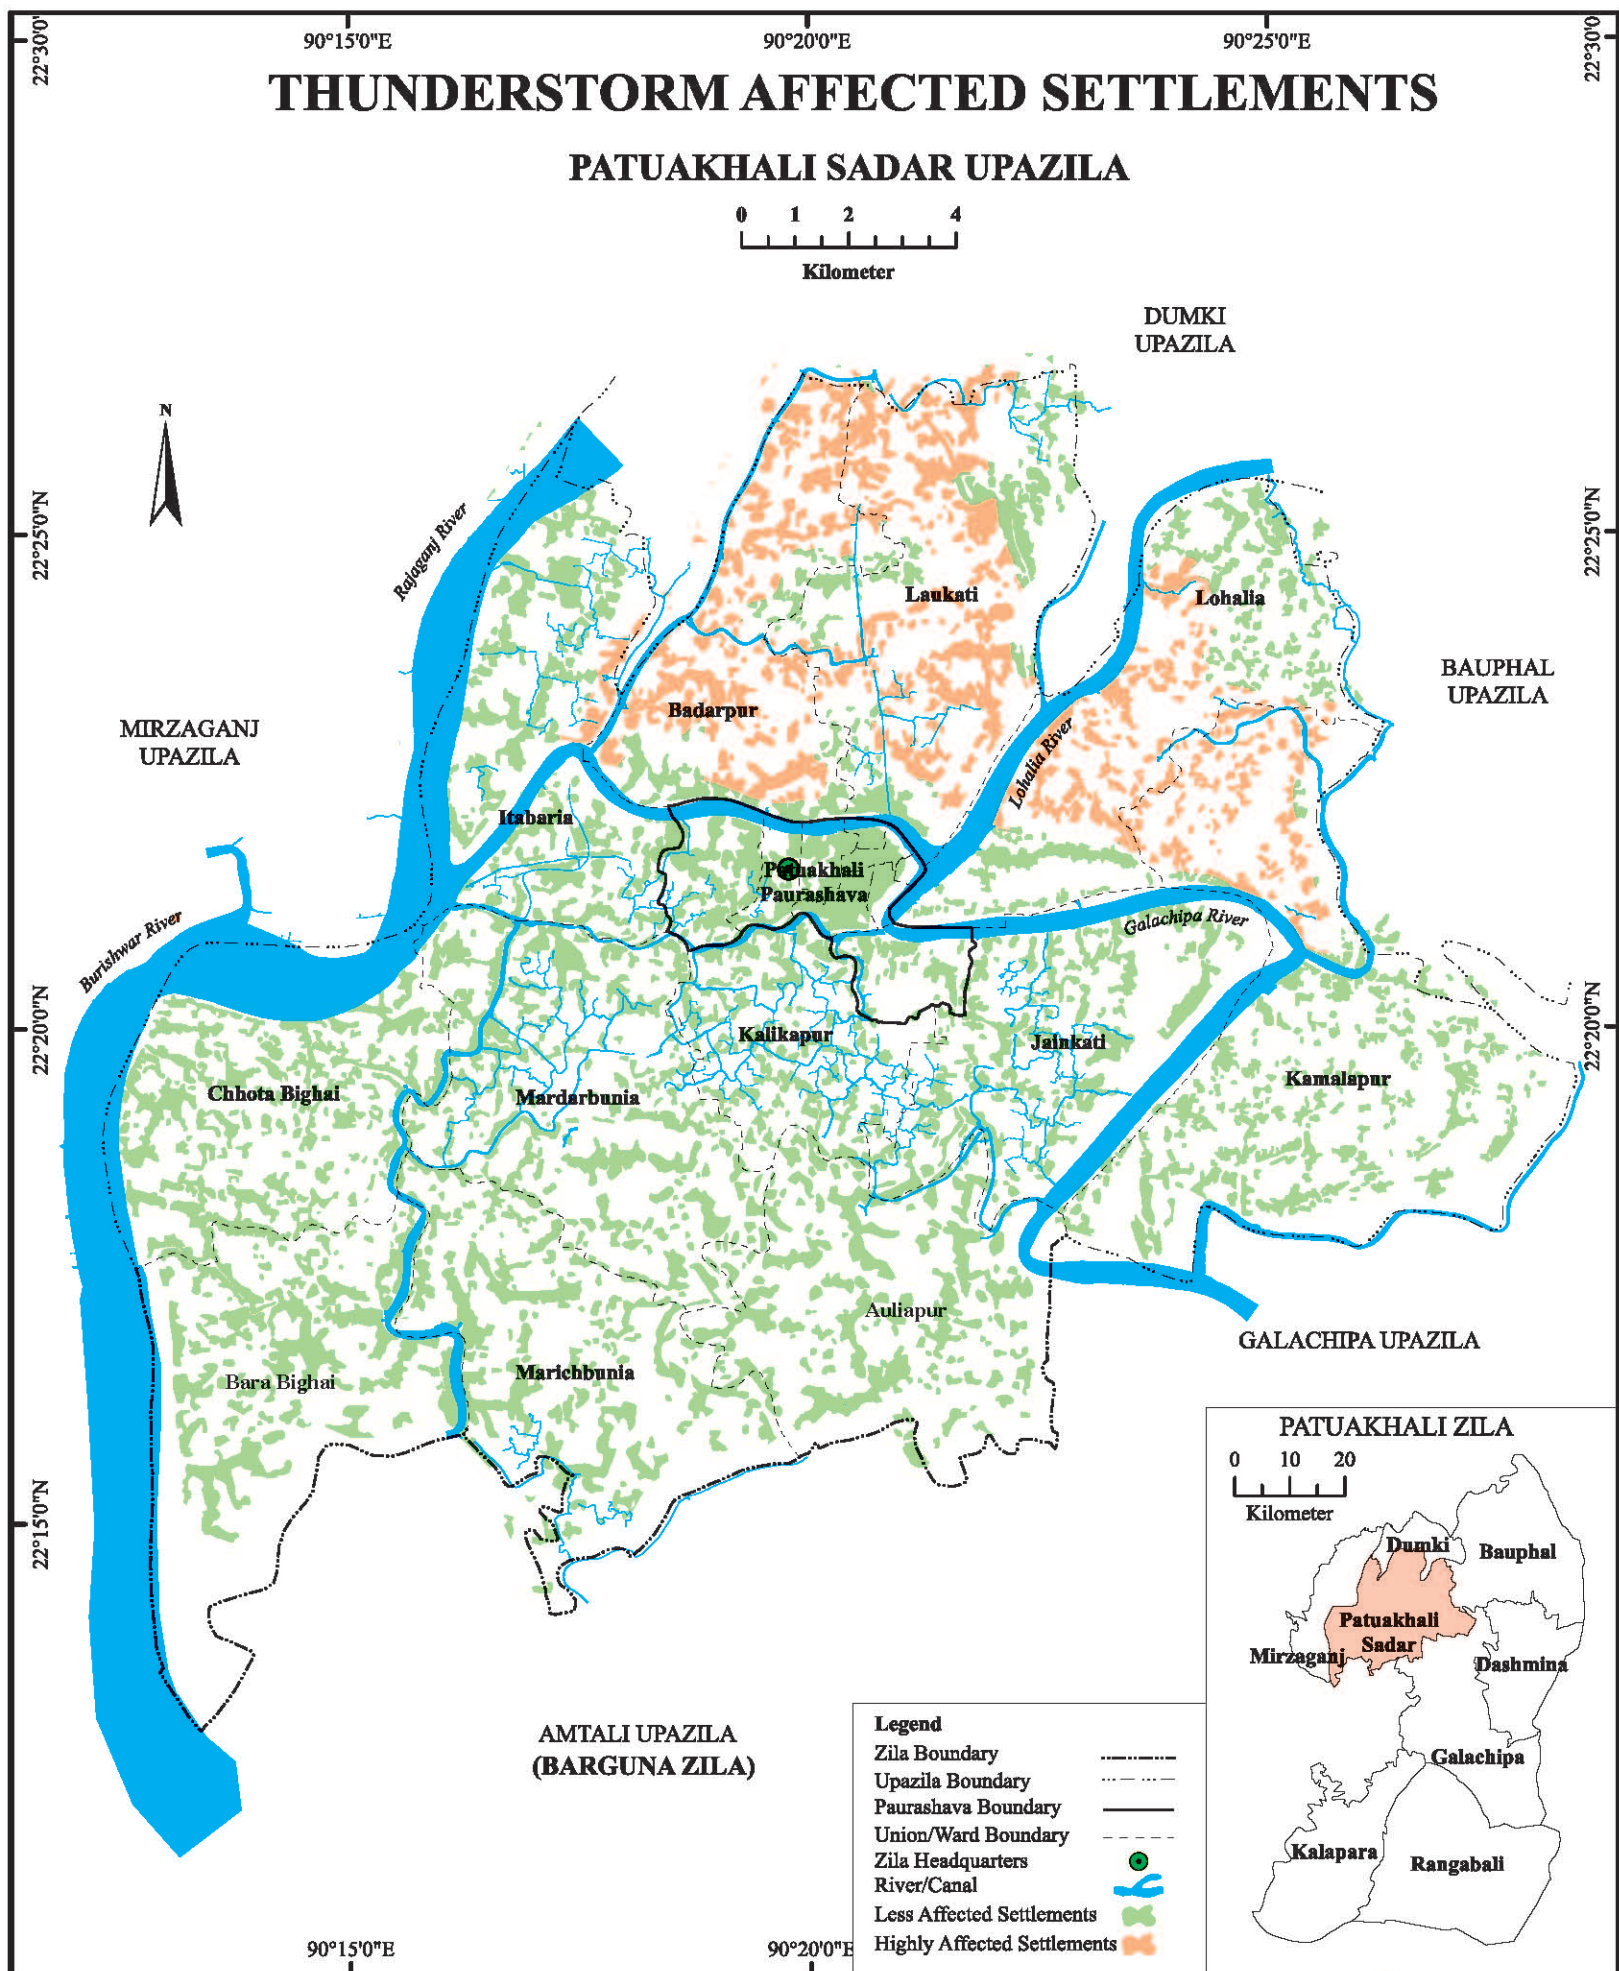 90°15'0"E
90°20'0"E
90°25'0"E
22°30'0"
22°30'0
THUNDERSTORM AFFECTED SETTLEMENTS
PATUAKHALI SADAR UPAZILA
0 1 2 4
Kilometer
DUMKI
UPAZILA
N
22°25'0"N
22°25'0"N
Rajaganj River
Laukati
Lohalia
BAUPHAL
UPAZILA
MIRZAGANJ
UPAZILA
Badarpur
Lohalia River
Itabaria
Patuakhali
Paurashava
Galachipa River
Burishwar River
22°20'0"N
22°20'0"N
Kalikapur
Jainkati
Kamalapur
Chhota Bighai
Mardarbunia
Auliapur
GALACHIPA UPAZILA
Marichbunia
Bara Bighai
22°15'0"N
PATUAKHALI ZILA
0 10 20
Kilometer
Dumki
Bauphal
Patuakhali
Sadar
Mirzaganj
Dashmina
Galachipa
Kalapara
Rangabali
AMTALI UPAZILA
(BARGUNA ZILA)
Legend
Zila Boundary
Upazila Boundary
Paurashava Boundary
Union/Ward Boundary
Zila Headquarters
River/Canal
Less Affected Settlements
Highly Affected Settlements
90°15'0"E
90°20'0"E